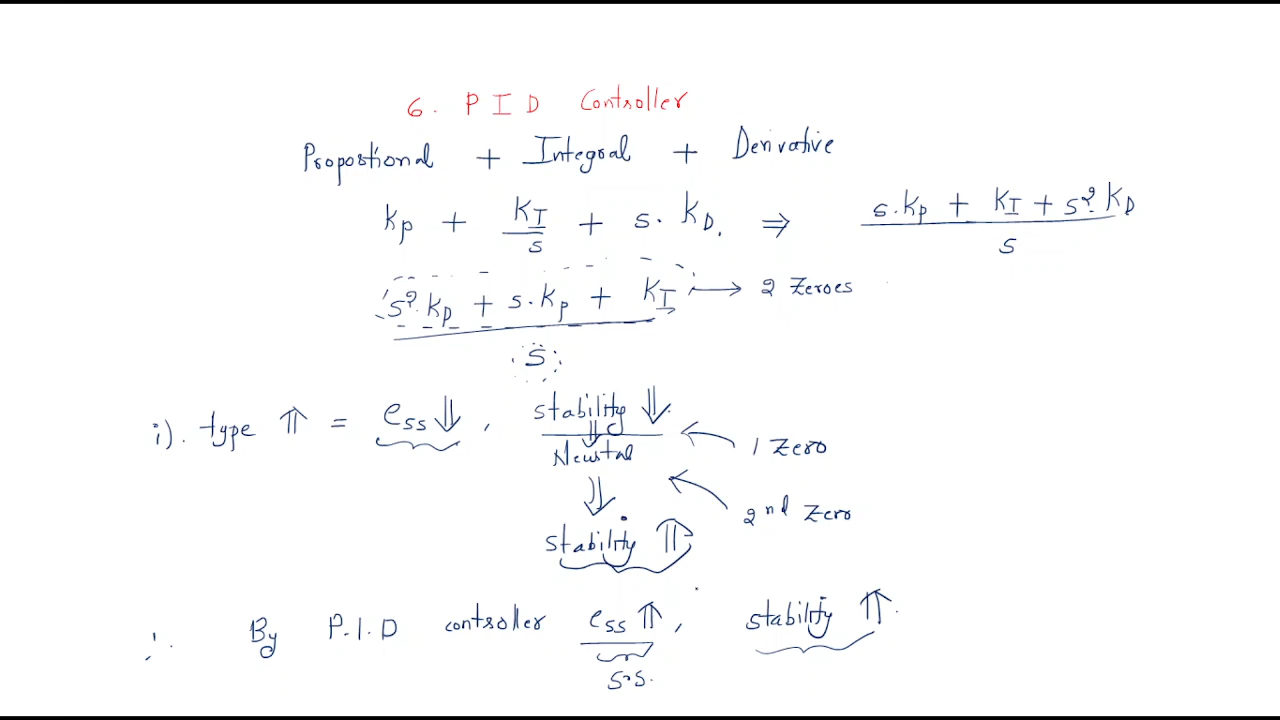 6. P I D Controller
Proportional + Integral + Derivative
Kp + KI/s + s. KD. ⇒ s.Kp + KI + s² KD / s
s². KD + s.Kp + KI / s → 2 Zeroes
i). type ⇑ = ess ⇓, stability ⇓
1 Zero
Neutral
⇓
2nd Zero
stability ⇑
∴ By P.I.D controller ess ⇑, stability ⇑.
S.S.